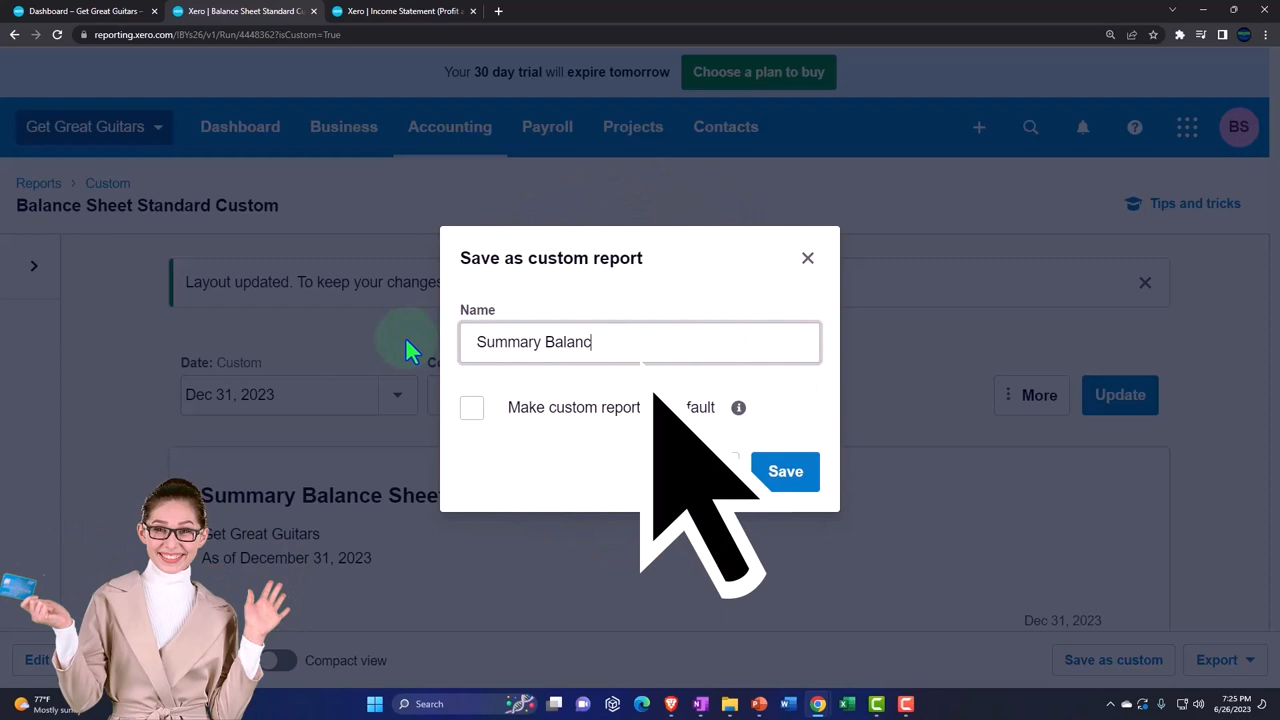 Dashboard – Get Great Guitars –
Xero | Balance Sheet Standard C
Xero | Income Statement (Profit a
reporting.xero.com/!BYs26/v1/Run/4448362?isCustom=True
Your 30 day trial will expire tomorrow
Choose a plan to buy
Get Great Guitars
Dashboard
Business
Accounting
Payroll
Projects
Contacts
BS
Reports > Custom
Balance Sheet Standard Custom
Tips and tricks
Save as custom report
Layout updated. To keep your changes
Name
Summary Balanc
Date: Custom
Dec 31, 2023
More
Update
Make custom report
Save
Summary Balance Shee
Get Great Guitars
As of December 31, 2023
Dec 31, 2023
Edit
Compact view
Save as custom
Export
77°F
Mostly sun
Search
7:25 PM
6/26/2023